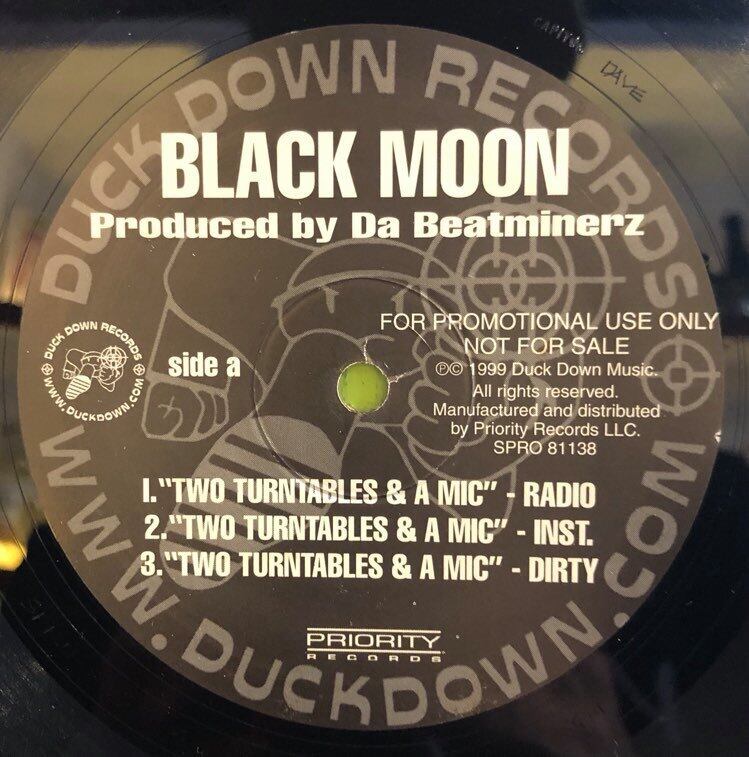 CAPITOL
DAVE
DUCK DOWN RECORDS
BLACK MOON
Produced by Da Beatminerz
FOR PROMOTIONAL USE ONLY
NOT FOR SALE
℗© 1999 Duck Down Music.
All rights reserved.
Manufactured and distributed
by Priority Records LLC.
SPRO 81138
DUCK DOWN RECORDS
WWW.DUCKDOWN.COM
side a
1."TWO TURNTABLES & A MIC" - RADIO
2."TWO TURNTABLES & A MIC" - INST.
3."TWO TURNTABLES & A MIC" - DIRTY
PRIORITY
RECORDS
WWW.DUCKDOWN.COM